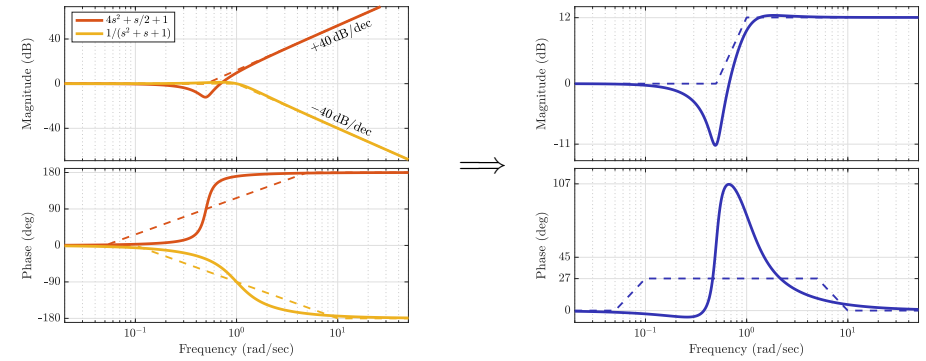 4s² + s/2 + 1
1/(s² + s + 1)
+40 dB/dec
−40 dB/dec
Magnitude (dB)
40
0
-40
Phase (deg)
180
90
0
-90
-180
10⁻¹
10⁰
10¹
Frequency (rad/sec)
⟹
Magnitude (dB)
12
0
-11
Phase (deg)
107
45
27
0
10⁻¹
10⁰
10¹
Frequency (rad/sec)